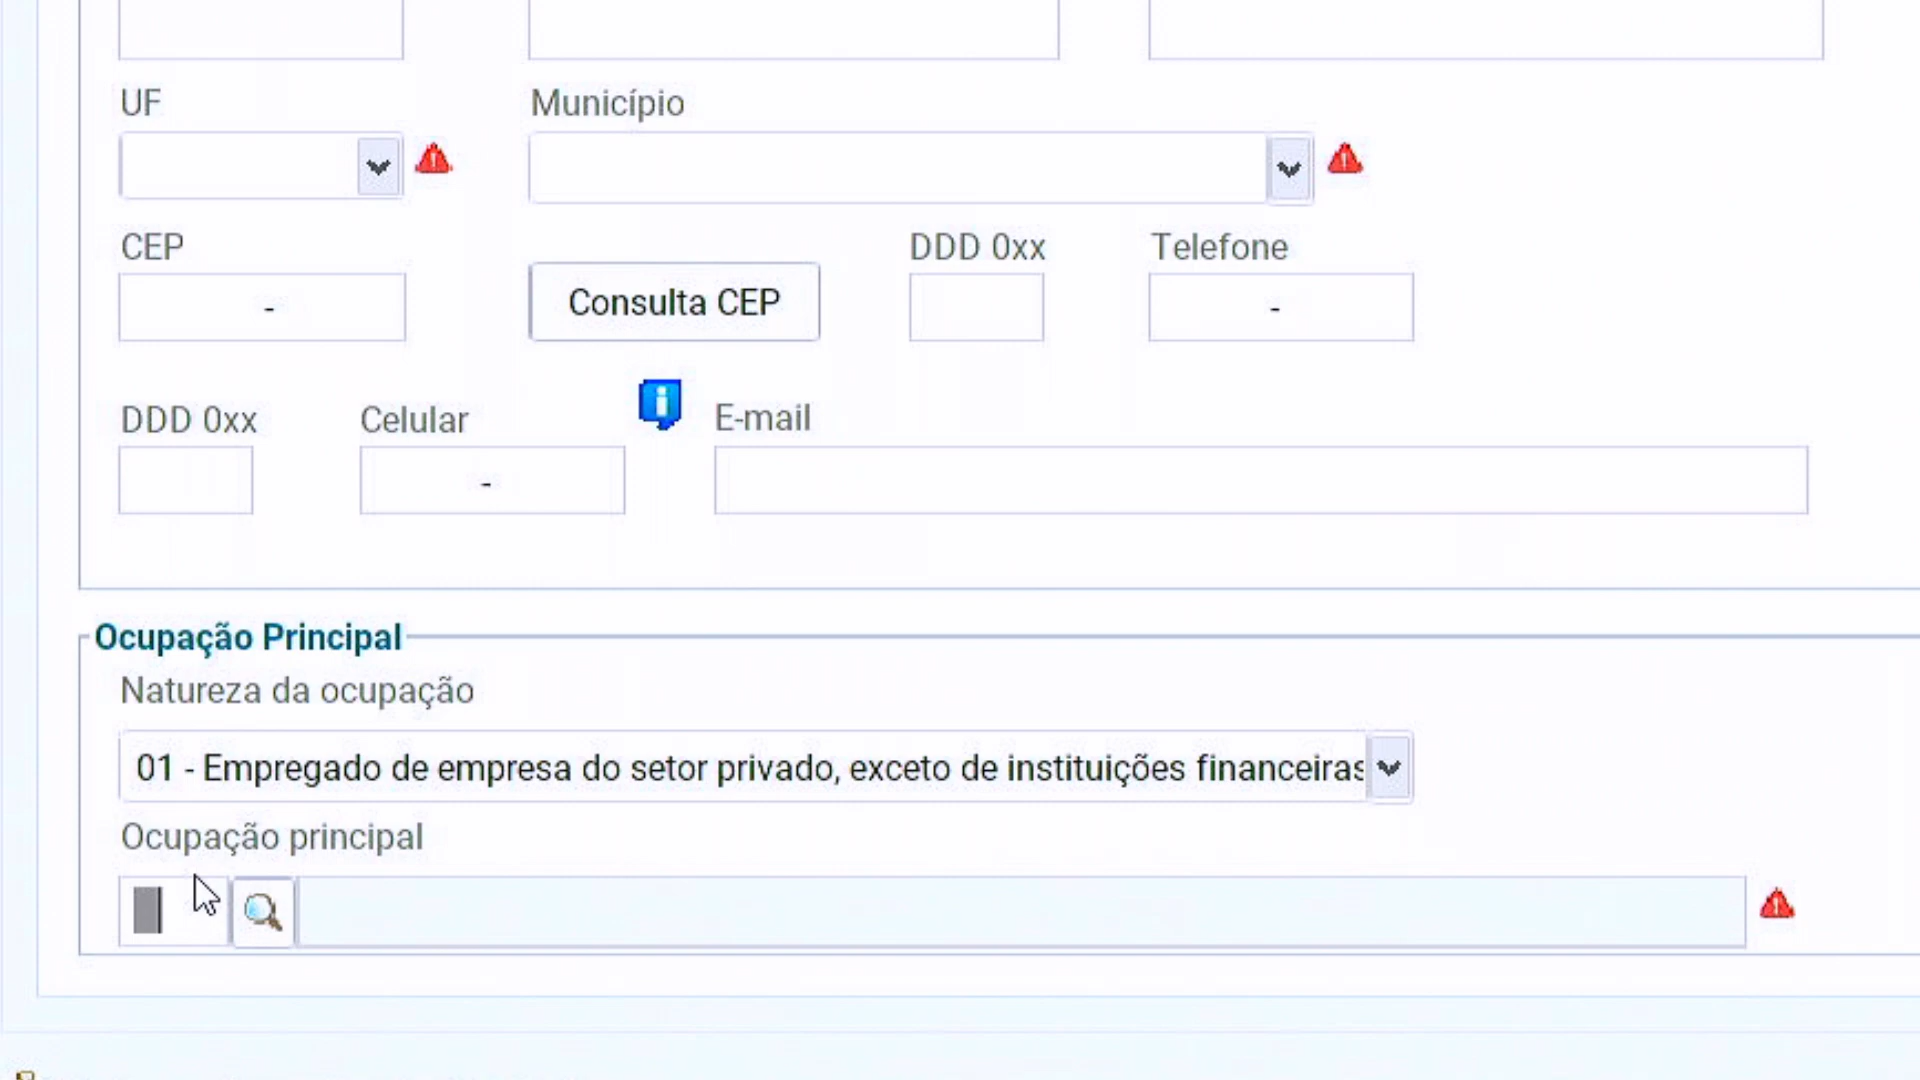 UF Município
CEP DDD 0xx Telefone
- Consulta CEP -
DDD 0xx Celular E-mail
-
Ocupação Principal
Natureza da ocupação
01 - Empregado de empresa do setor privado, exceto de instituições financeiras
Ocupação principal